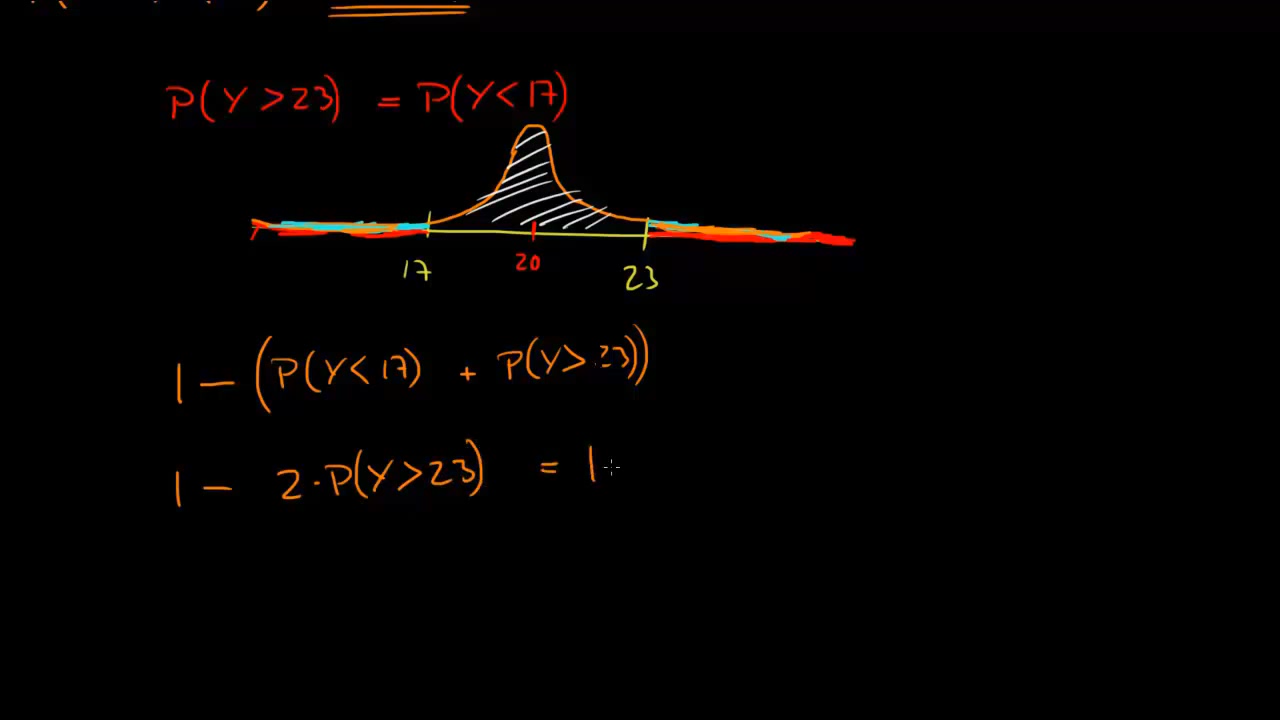 P(Y>23) = P(Y<17)
17 20 23
1 - (P(Y<17) + P(Y>23))
1 - 2·P(Y>23) = 1